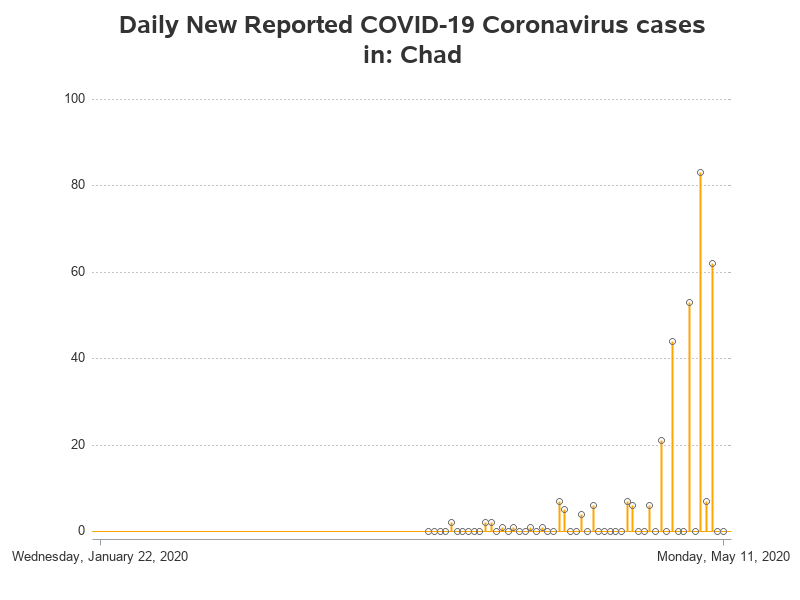 Daily New Reported COVID-19 Coronavirus cases
in: Chad
100
80
60
40
20
0
Wednesday, January 22, 2020
Monday, May 11, 2020